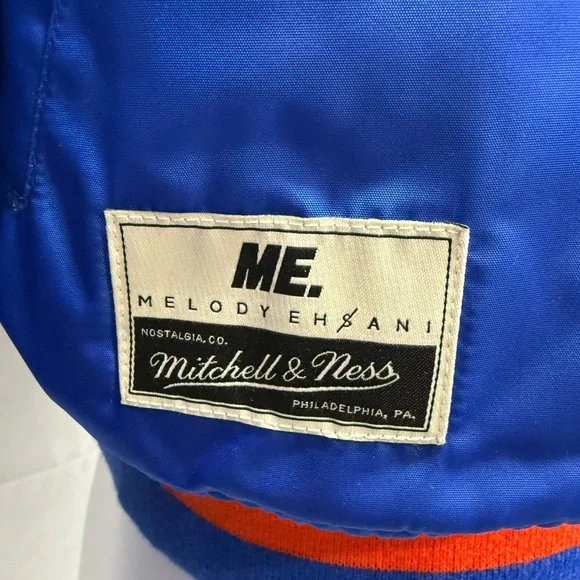 ME.
MELODY EHSANI
NOSTALGIA, CO.
Mitchell & Ness
PHILADELPHIA, PA.